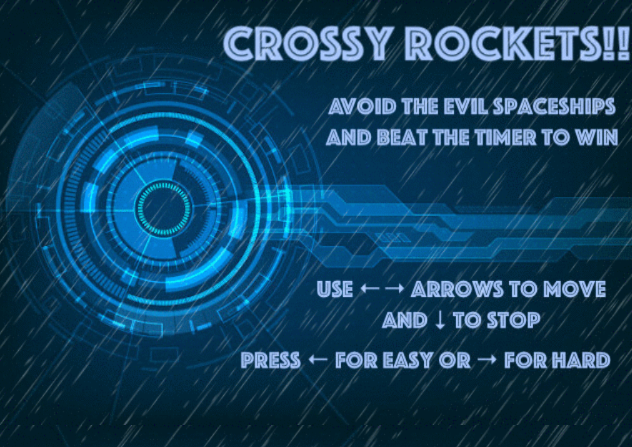 CROSSY ROCKETS!!
AVOID THE EVIL SPACESHIPS
AND BEAT THE TIMER TO WIN
USE ← → ARROWS TO MOVE
AND ↓ TO STOP
PRESS ← FOR EASY OR → FOR HARD